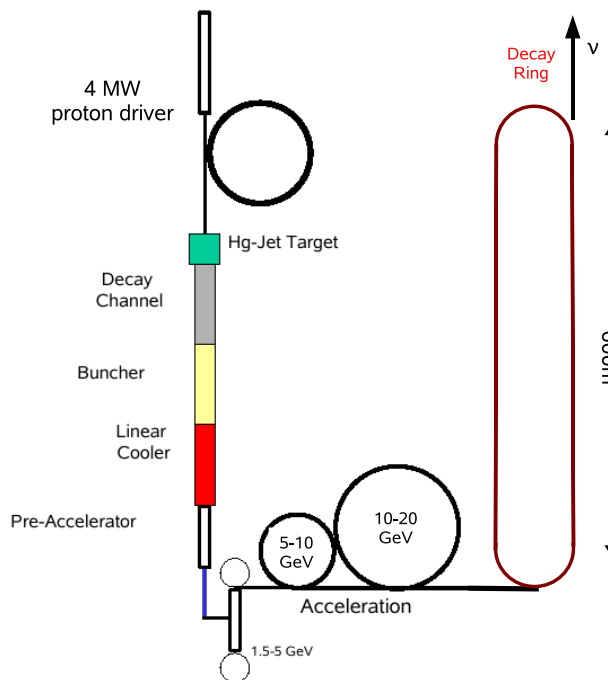 Decay
Ring
ν
4 MW
proton driver
Hg-Jet Target
Decay
Channel
Buncher
Linear
Cooler
Pre-Accelerator
5-10
GeV
10-20
GeV
Acceleration
1.5-5 GeV